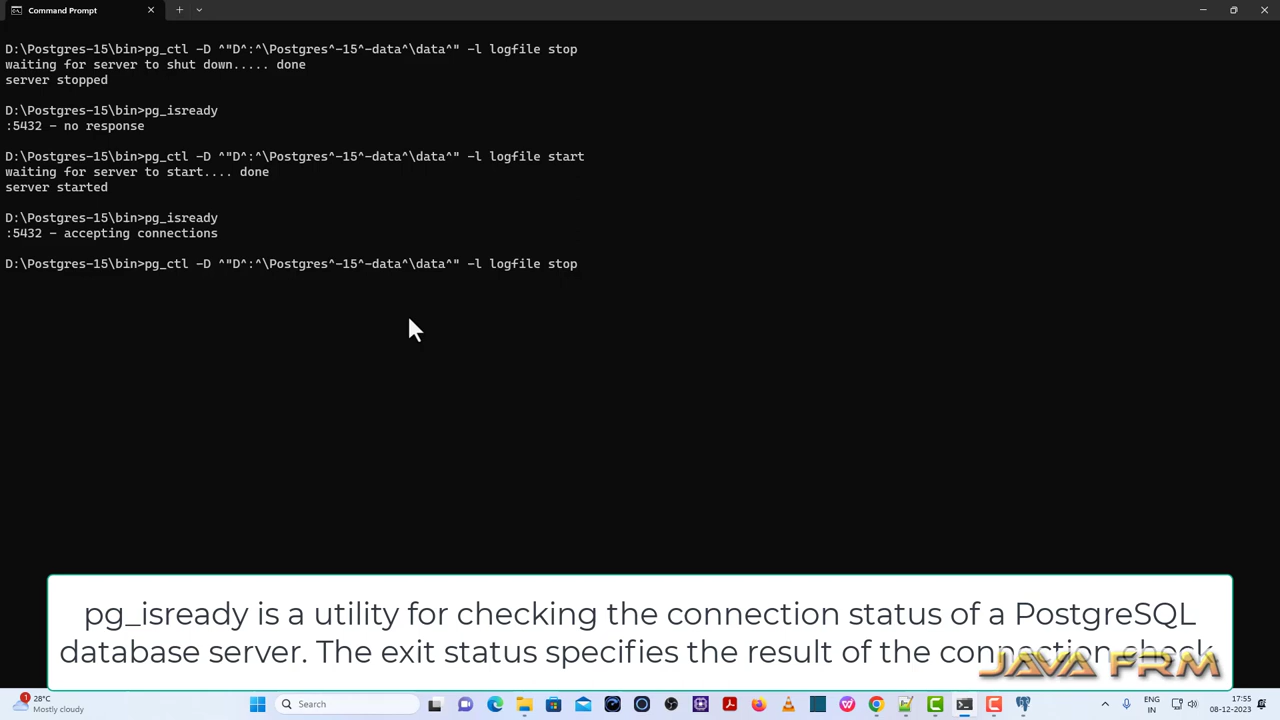 Command Prompt
D:\Postgres-15\bin>pg_ctl -D ^"D^:^\Postgres^-15^-data^\data^" -l logfile stop
waiting for server to shut down..... done
server stopped
D:\Postgres-15\bin>pg_isready
:5432 - no response
D:\Postgres-15\bin>pg_ctl -D ^"D^:^\Postgres^-15^-data^\data^" -l logfile start
waiting for server to start.... done
server started
D:\Postgres-15\bin>pg_isready
:5432 - accepting connections
D:\Postgres-15\bin>pg_ctl -D ^"D^:^\Postgres^-15^-data^\data^" -l logfile stop
pg_isready is a utility for checking the connection status of a PostgreSQL
database server. The exit status specifies the result of the connection check
JAVA FRM
1
28°C
Mostly cloudy
Search
ENG
IN
17:55
08-12-2023